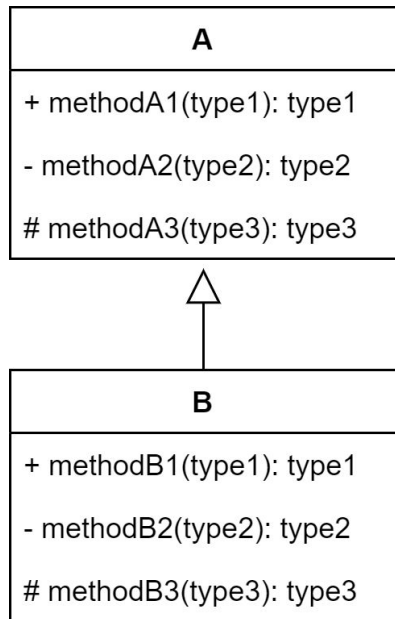 A
+ methodA1(type1): type1
- methodA2(type2): type2
# methodA3(type3): type3
B
+ methodB1(type1): type1
- methodB2(type2): type2
# methodB3(type3): type3